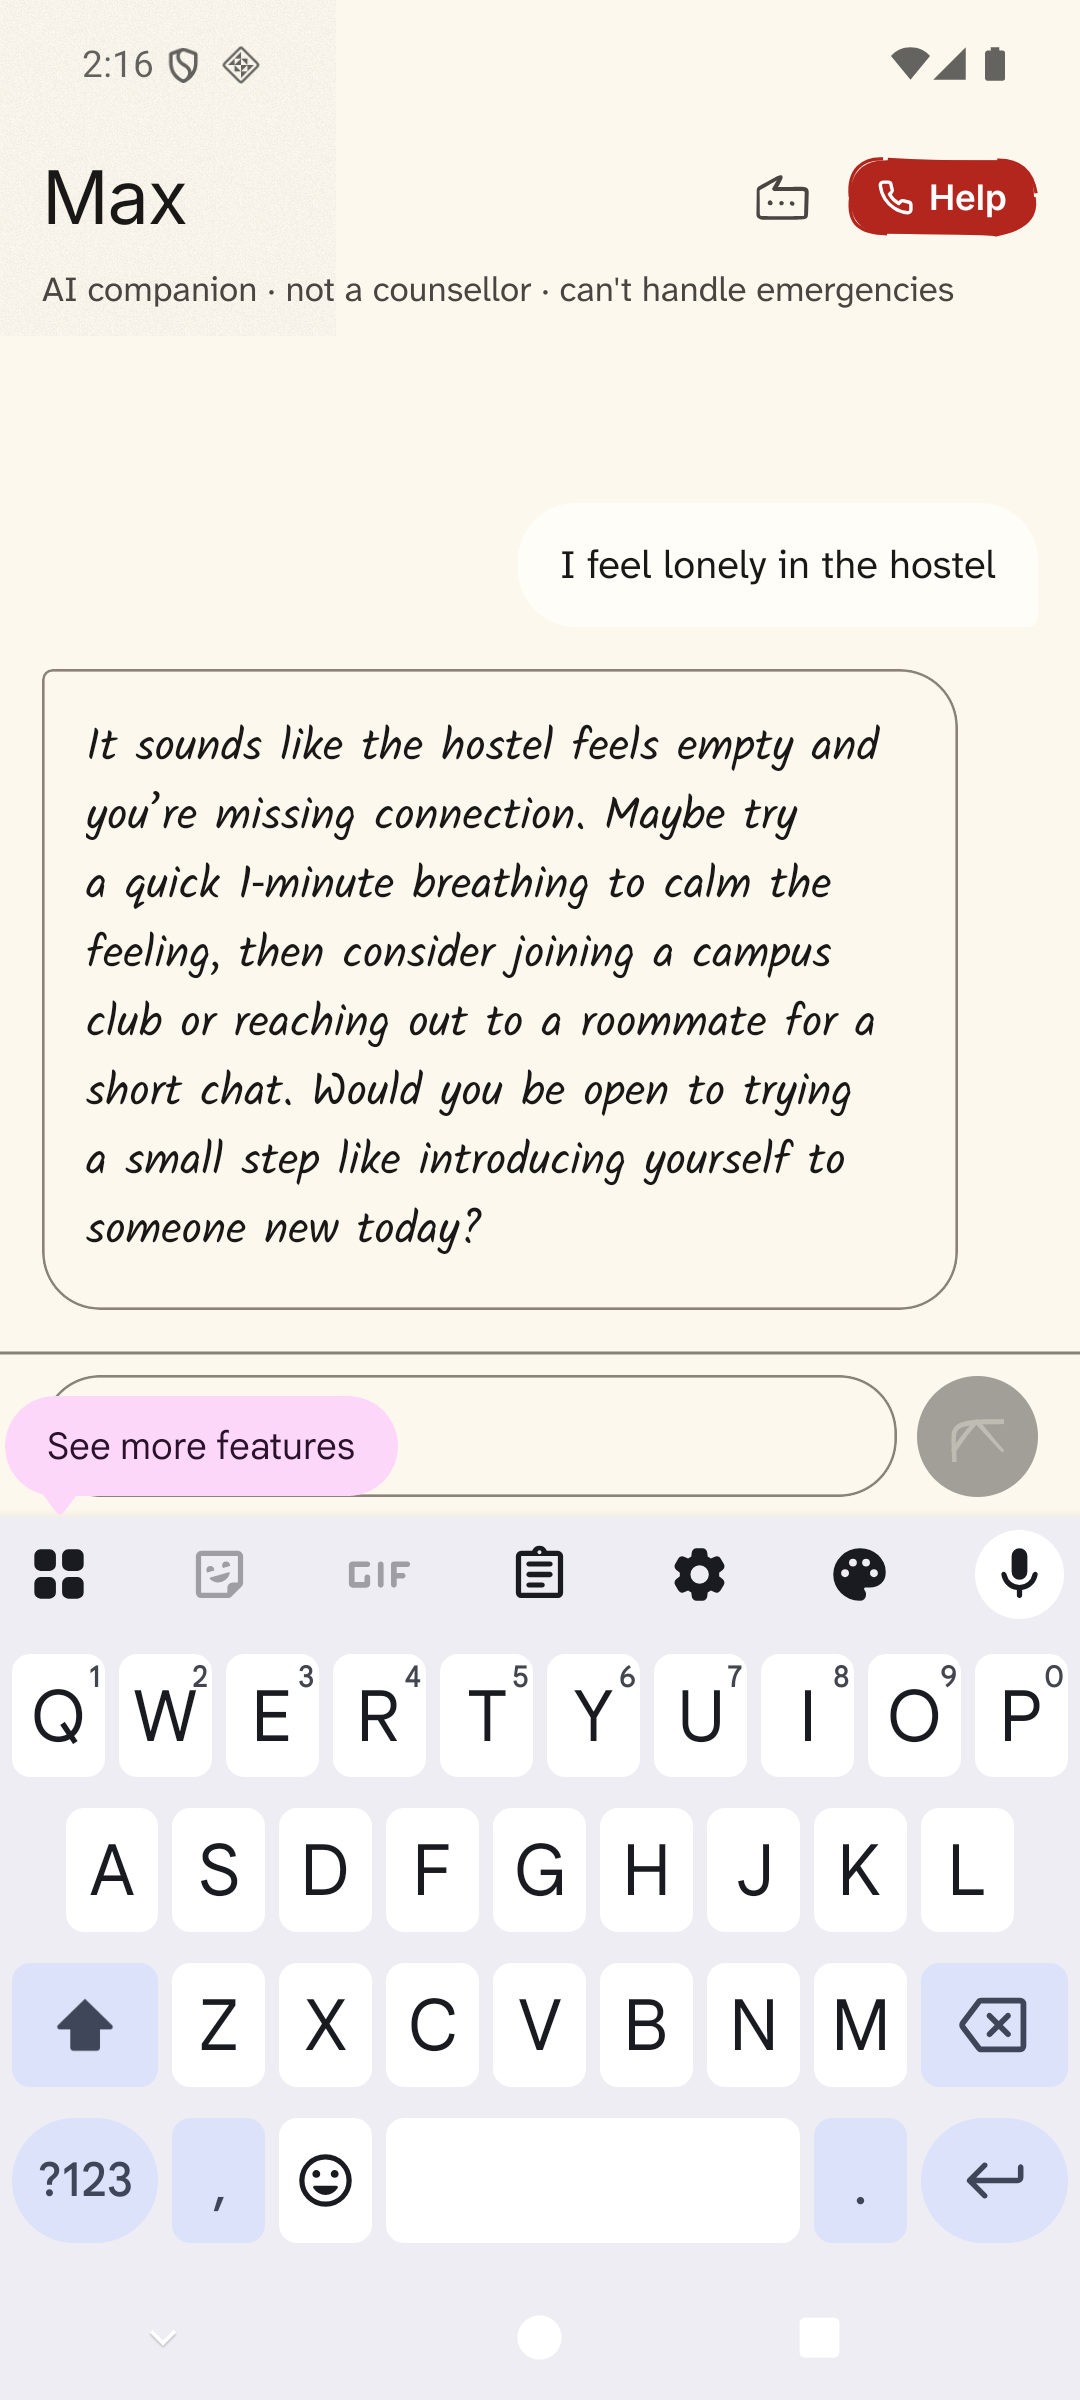 2:16
Max
Help
AI companion · not a counsellor · can't handle emergencies
I feel lonely in the hostel
It sounds like the hostel feels empty and
you’re missing connection. Maybe try
a quick 1-minute breathing to calm the
feeling, then consider joining a campus
club or reaching out to a roommate for a
short chat. Would you be open to trying
a small step like introducing yourself to
someone new today?
See more features
GIF
Q1 W2 E3 R4 T5 Y6 U7 I8 O9 P0
A S D F G H J K L
Z X C V B N M
?123 , .